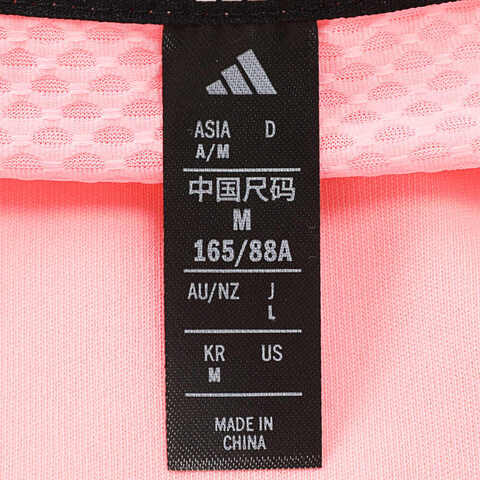 ASIA D
A/M
中国尺码
M
165/88A
AU/NZ J
L
KR US
M
MADE IN
CHINA